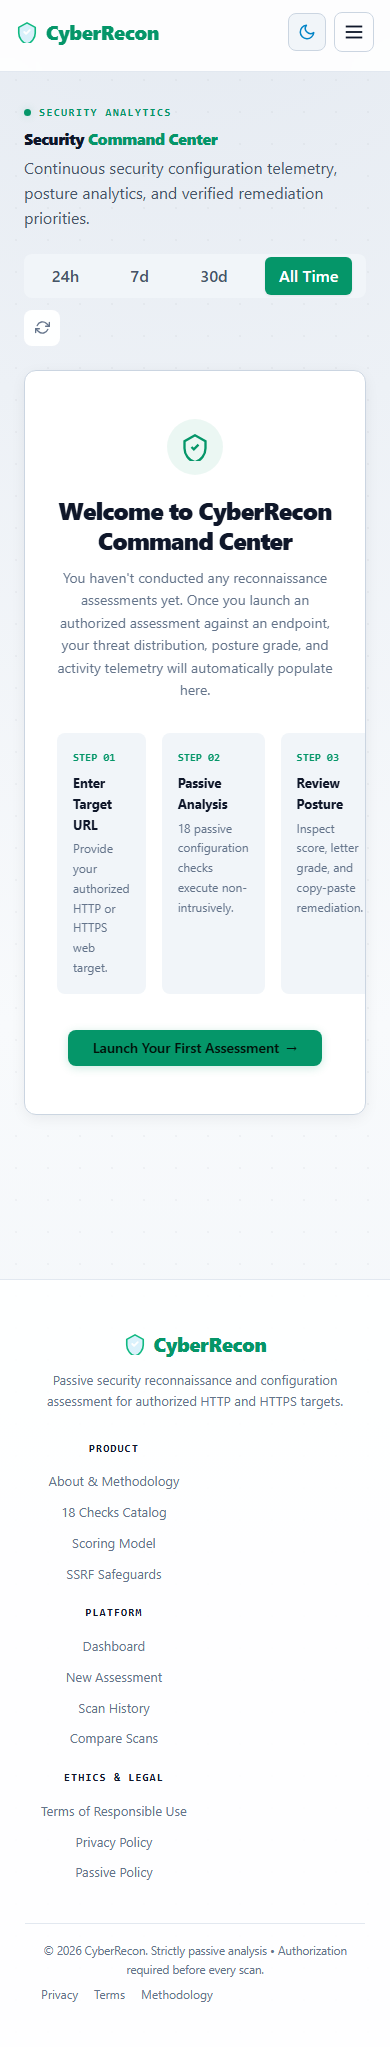 CyberRecon
SECURITY ANALYTICS
Security Command Center
Continuous security configuration telemetry,
posture analytics, and verified remediation
priorities.
24h 7d 30d All Time
Welcome to CyberRecon
Command Center
You haven't conducted any reconnaissance
assessments yet. Once you launch an
authorized assessment against an endpoint,
your threat distribution, posture grade, and
activity telemetry will automatically populate
here.
STEP 01
Enter
Target
URL
Provide
your
authorized
HTTP or
HTTPS
web
target.
STEP 02
Passive
Analysis
18 passive
configuration
checks
execute non-
intrusively.
STEP 03
Review
Posture
Inspect
score, letter
grade, and
copy-paste
remediation.
Launch Your First Assessment →
CyberRecon
Passive security reconnaissance and configuration
assessment for authorized HTTP and HTTPS targets.
PRODUCT
About & Methodology
18 Checks Catalog
Scoring Model
SSRF Safeguards
PLATFORM
Dashboard
New Assessment
Scan History
Compare Scans
ETHICS & LEGAL
Terms of Responsible Use
Privacy Policy
Passive Policy
© 2026 CyberRecon. Strictly passive analysis • Authorization
required before every scan.
Privacy Terms Methodology